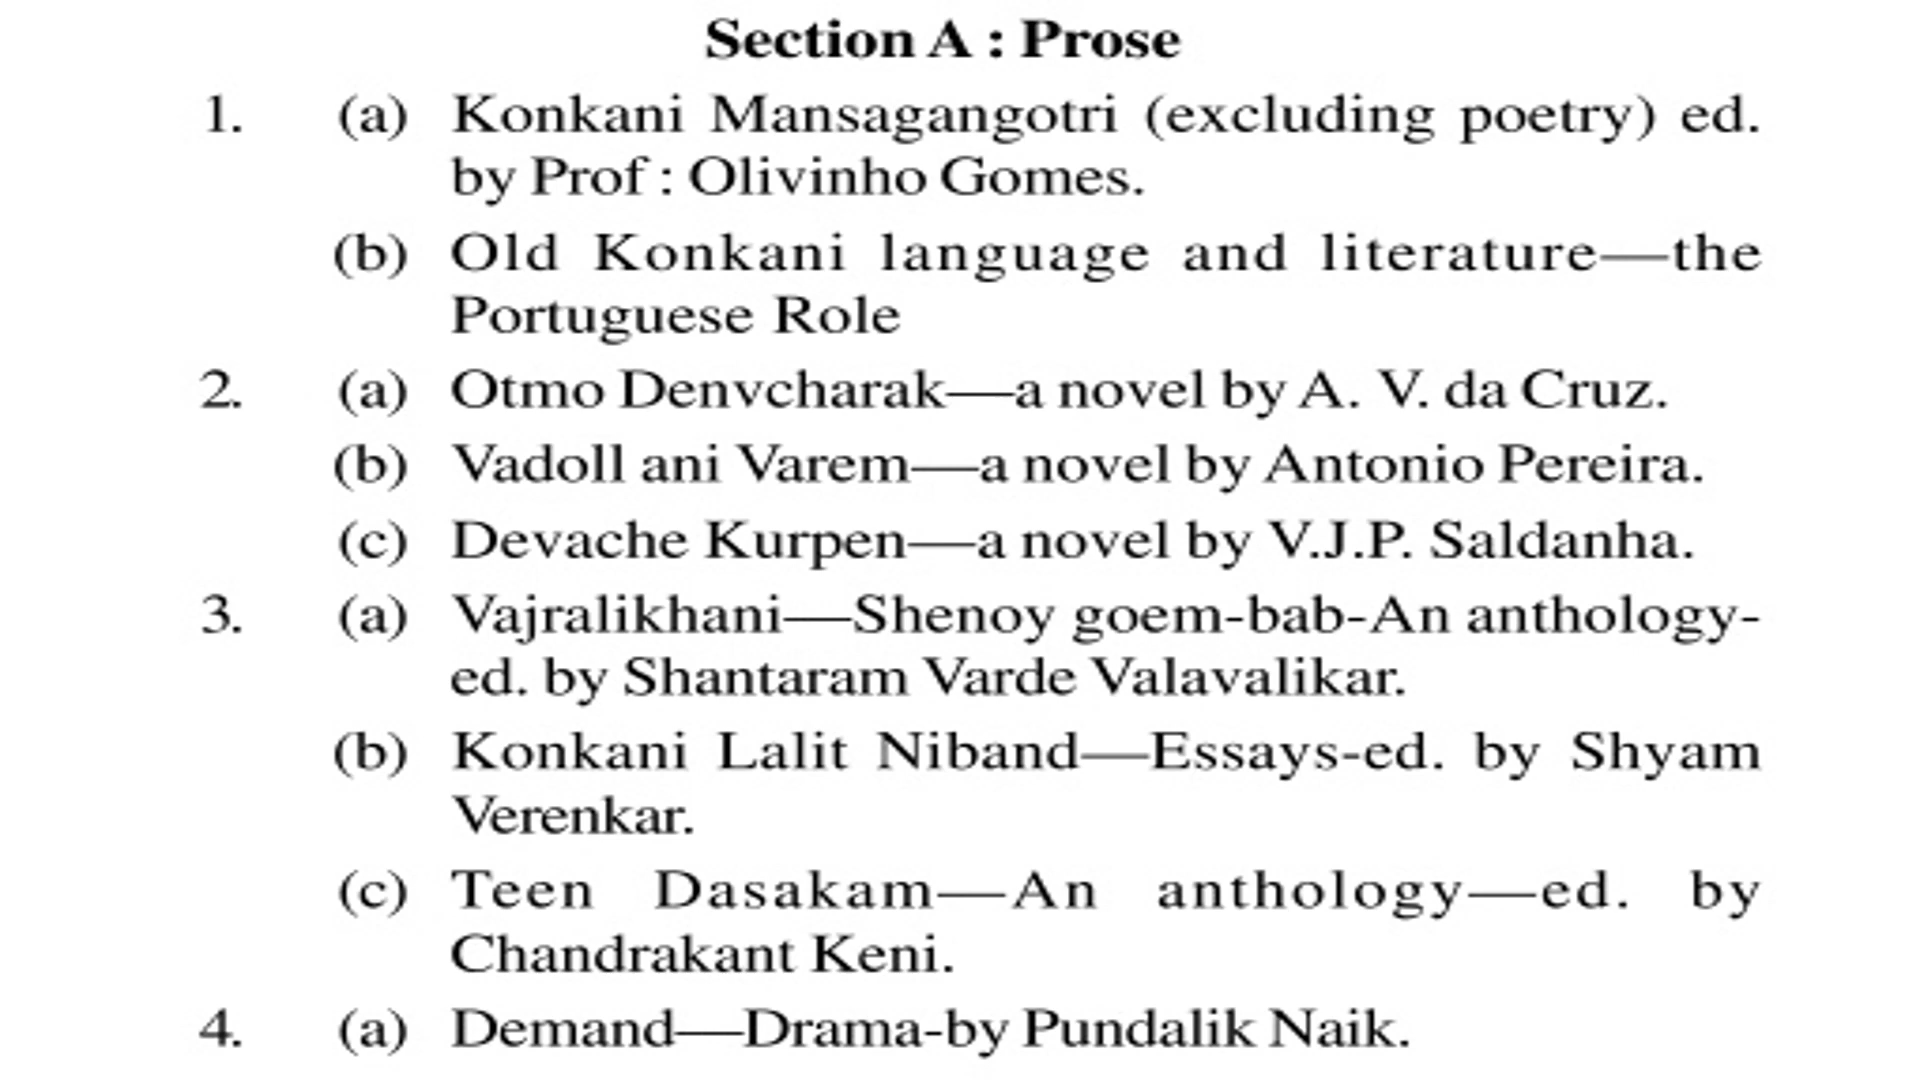 Section A : Prose
1. (a) Konkani Mansagangotri (excluding poetry) ed.
by Prof : Olivinho Gomes.
(b) Old Konkani language and literature—the
Portuguese Role
2. (a) Otmo Denvcharak—a novel by A. V. da Cruz.
(b) Vadoll ani Varem—a novel by Antonio Pereira.
(c) Devache Kurpen—a novel by V.J.P. Saldanha.
3. (a) Vajralikhani—Shenoy goem-bab-An anthology-
ed. by Shantaram Varde Valavalikar.
(b) Konkani Lalit Niband—Essays-ed. by Shyam
Verenkar.
(c) Teen Dasakam—An anthology—ed. by
Chandrakant Keni.
4. (a) Demand—Drama-by Pundalik Naik.